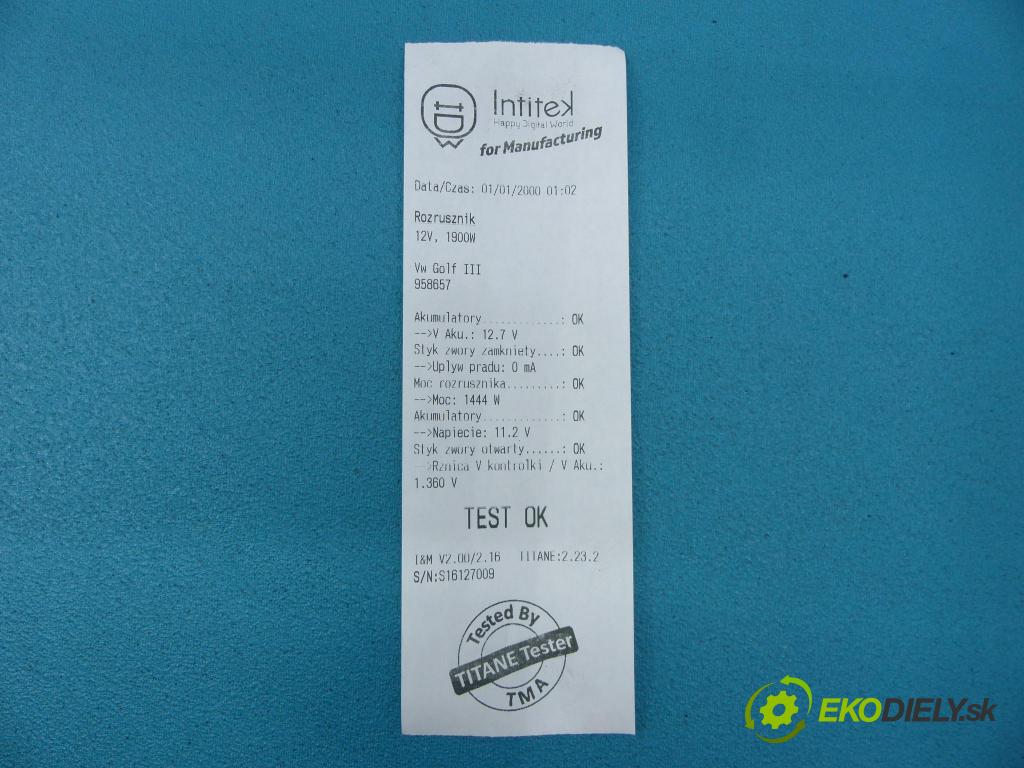 Intitek
Happy Digital World
for Manufacturing
Data/Czas: 01/01/2000 01:02
Rozrusznik
12V, 1900W
Vw Golf III
958657
Akumulatory.............: OK
-->V Aku.: 12.7 V
Styk zwory zamkniety....: OK
-->Uplyw pradu: 0 mA
Moc rozrusznika.........: OK
-->Moc: 1444 W
Akumulatory.............: OK
-->Napiecie: 11.2 V
Styk zwory otwarty......: OK
-->Rznica V kontrolki / V Aku.:
1.360 V
TEST OK
T&M V2.00/2.16 TITANE:2.23.2
S/N:S16127009
Tested By
TITANE Tester
TMA
EKODIELY.sk